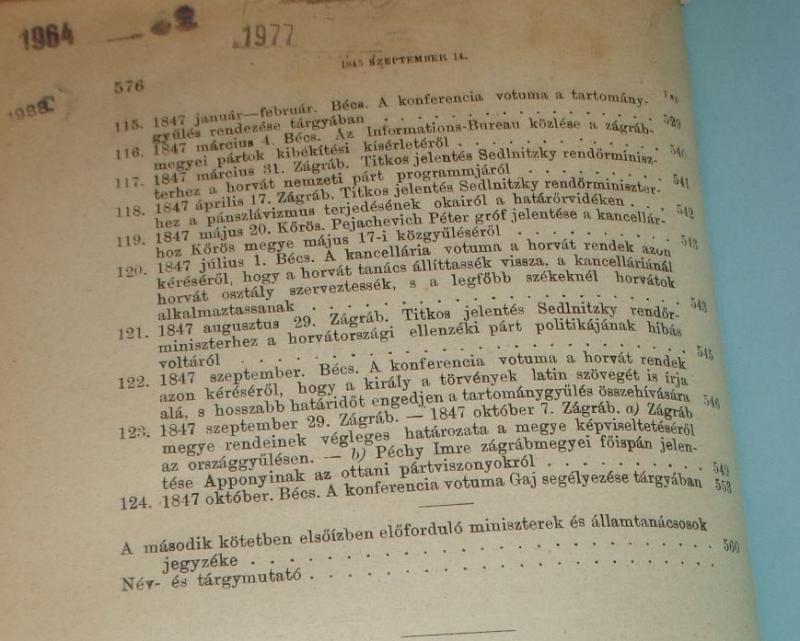 1964
1977
1845 SZEPTEMBER 14.
576
115. 1847 január—február. Bécs. A konferencia votuma a tartomány-
gyűlés rendezése tárgyában . . . . . . . . . . . . . . . .
116. 1847 március 4. Bécs. Az Informations-Bureau közlése a zágráb- 529
megyei pártok kibékítési kísérletéről . . . . . . . . . . . .
117. 1847 március 31. Zágráb. Titkos jelentés Sedlnitzky rendőrminisz- 540
terhez a horvát nemzeti párt programmjáról . . . . . . . . .
118. 1847 április 17. Zágráb. Titkos jelentés Sedlnitzky rendőrminiszter- 541
hez a pánszlávizmus terjedésének okairól a határőrvidéken . . .
119. 1847 május 20. Kőrös. Pejachevich Péter gróf jelentése a kancellár- 542
hoz Kőrös megye május 17-i közgyűléséről . . . . . . . . . .
120. 1847 július 1. Bécs. A kancellária votuma a horvát rendek azon 543
kéréséről, hogy a horvát tanács állíttassék vissza, a kancelláriánál
horvát osztály szerveztessék, s a legfőbb székeknél horvátok
alkalmaztassanak . . . . . . . . . . . . . . . . . . . .
121. 1847 augusztus 29. Zágráb. Titkos jelentés Sedlnitzky rendőr- 543
miniszterhez a horvátországi ellenzéki párt politikájának hibás
voltáról . . . . . . . . . . . . . . . . . . . . . . . .
122. 1847 szeptember. Bécs. A konferencia votuma a horvát rendek 545
azon kéréséről, hogy a király a törvények latin szövegét is írja
alá, s hosszabb határidőt engedjen a tartománygyűlés összehívására 546
123. 1847 szeptember 29. Zágráb. — 1847 október 7. Zágráb. a) Zágráb
megye rendeinek végleges határozata a megye képviseltetéséről
az országgyűlésen. — b) Péchy Imre zágrábmegyei főispán jelen-
tése Apponyinak az ottani pártviszonyokról . . . . . . . . . 549
124. 1847 október. Bécs. A konferencia votuma Gaj segélyezése tárgyában 553
A második kötetben elsőízben előforduló miniszterek és államtanácsosok
jegyzéke . . . . . . . . . . . . . . . . . . . . . . . 560
Név- és tárgymutató . . . . . . . . . . . . . . . . . . .